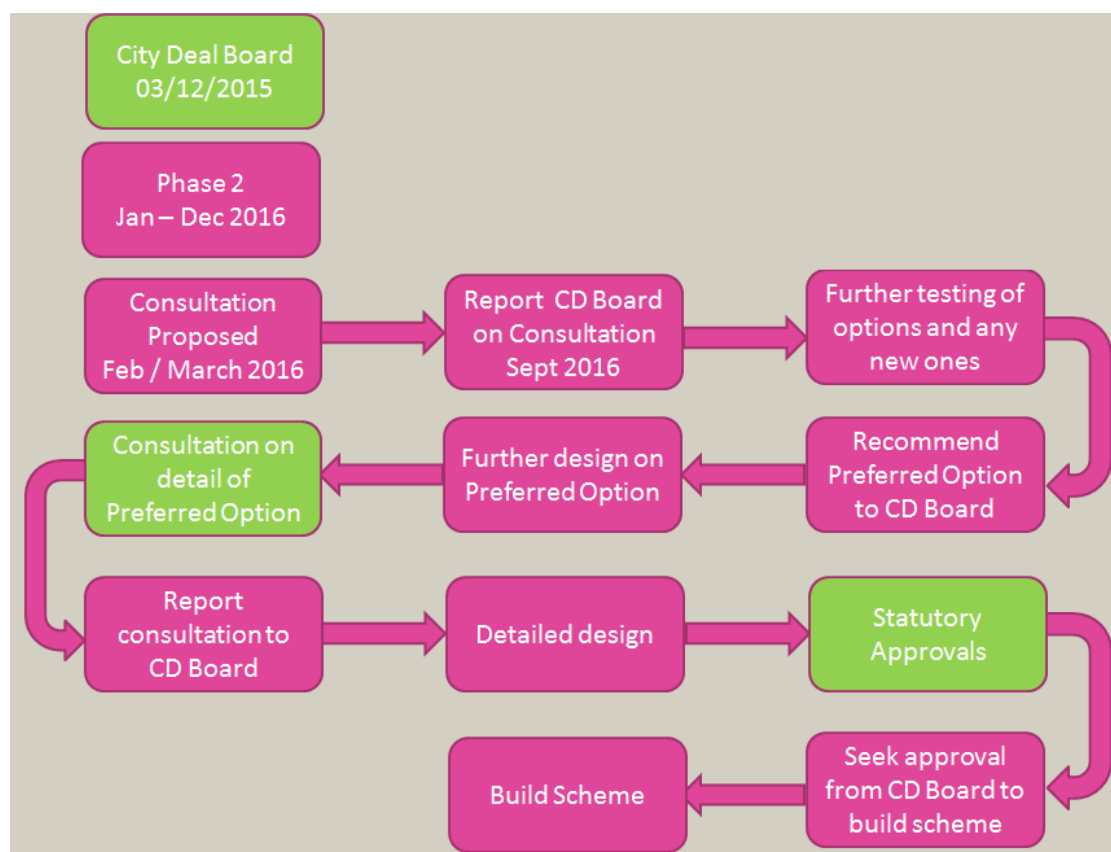 City Deal Board
03/12/2015
Phase 2
Jan – Dec 2016
Consultation
Proposed
Feb / March 2016
Report CD Board
on Consultation
Sept 2016
Further testing of
options and any
new ones
Recommend
Preferred Option
to CD Board
Further design on
Preferred Option
Consultation on
detail of
Preferred Option
Report
consultation to
CD Board
Detailed design
Statutory
Approvals
Seek approval
from CD Board to
build scheme
Build Scheme